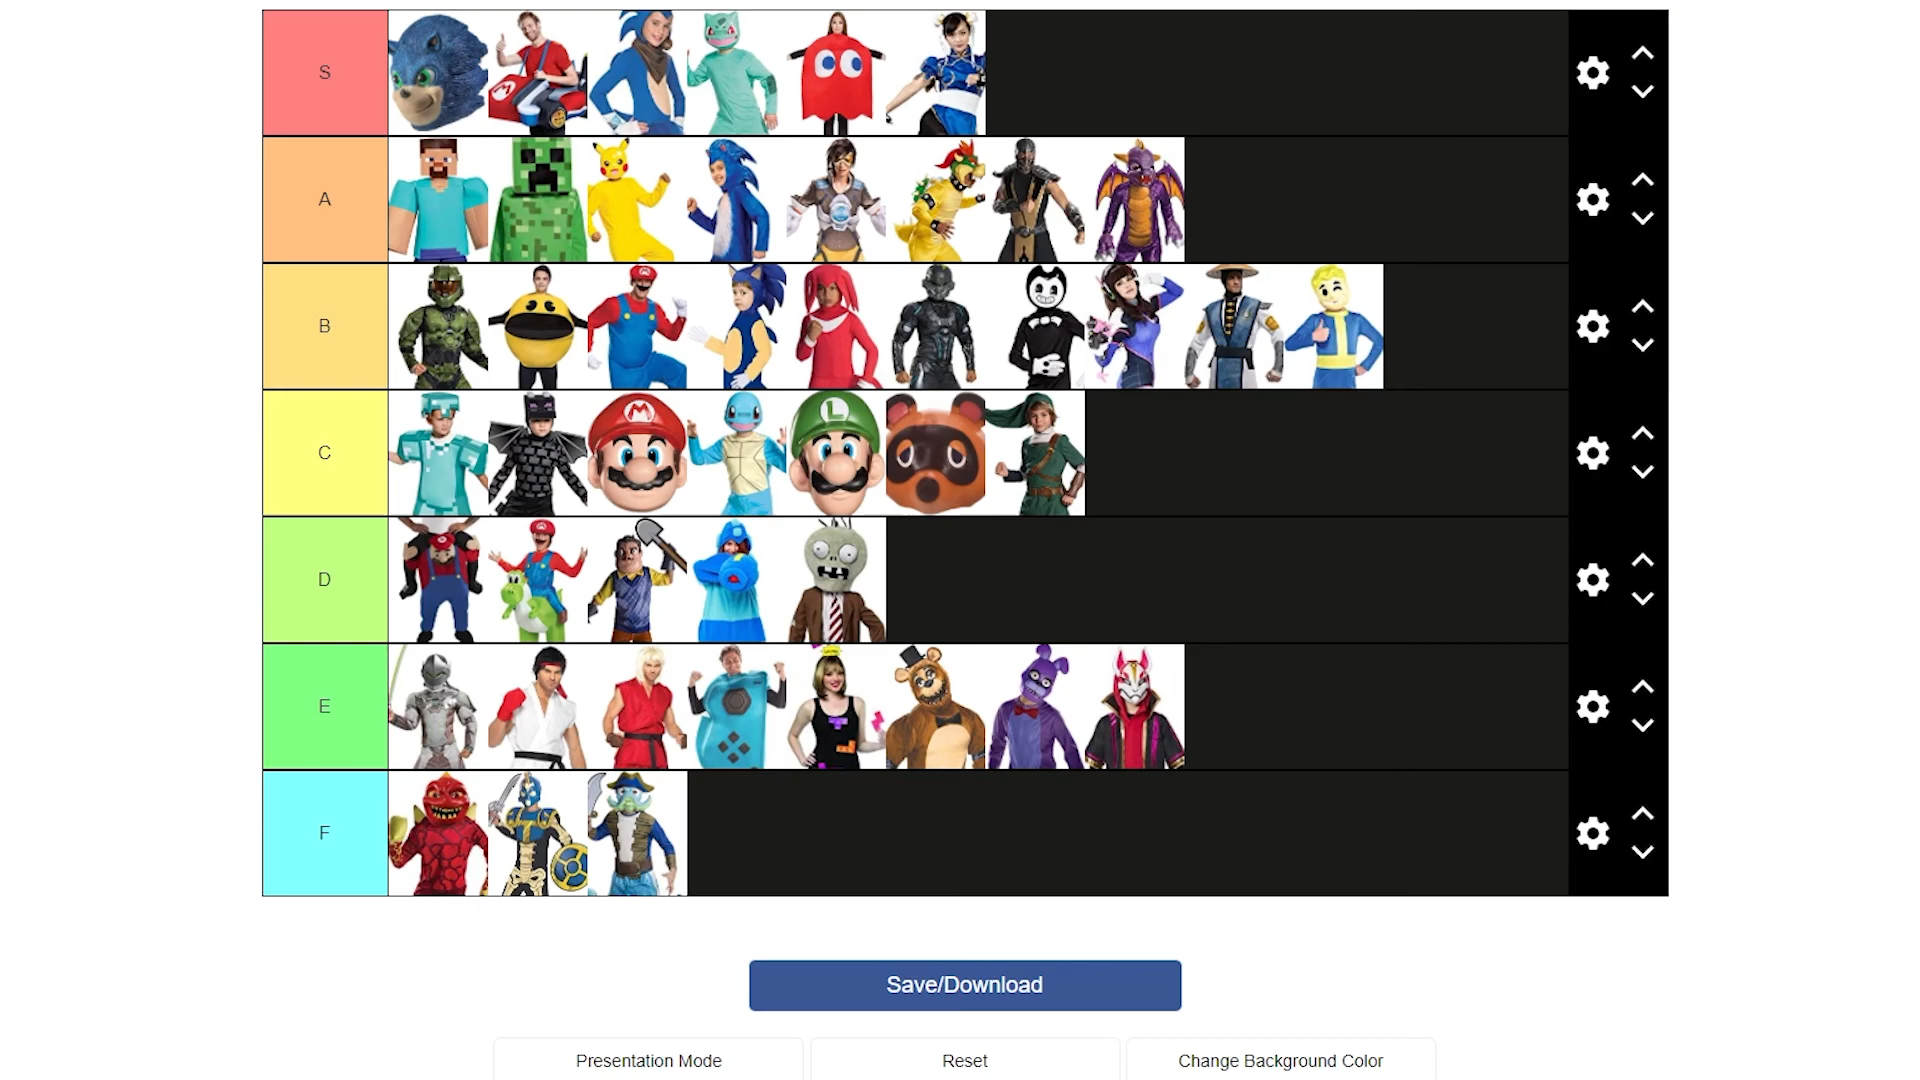 S
M
A
B
M
C
M
L
D
E
F
Save/Download
Presentation Mode
Reset
Change Background Color